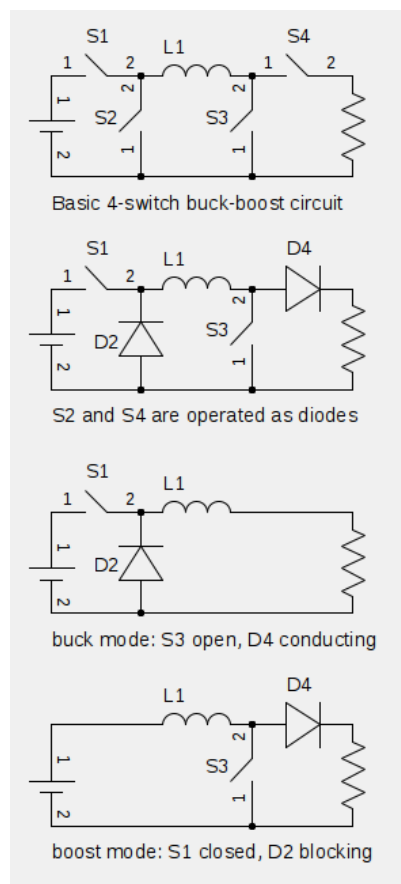 S1 L1 S4
1 2 1 2
1 2 2
S2 S3
2 1 1
Basic 4-switch buck-boost circuit
S1 L1 D4
1 2
1 2
D2 S3
2 1
S2 and S4 are operated as diodes
S1 L1
1 2
1
D2
2
buck mode: S3 open, D4 conducting
L1 D4
1 2
S3
2 1
boost mode: S1 closed, D2 blocking